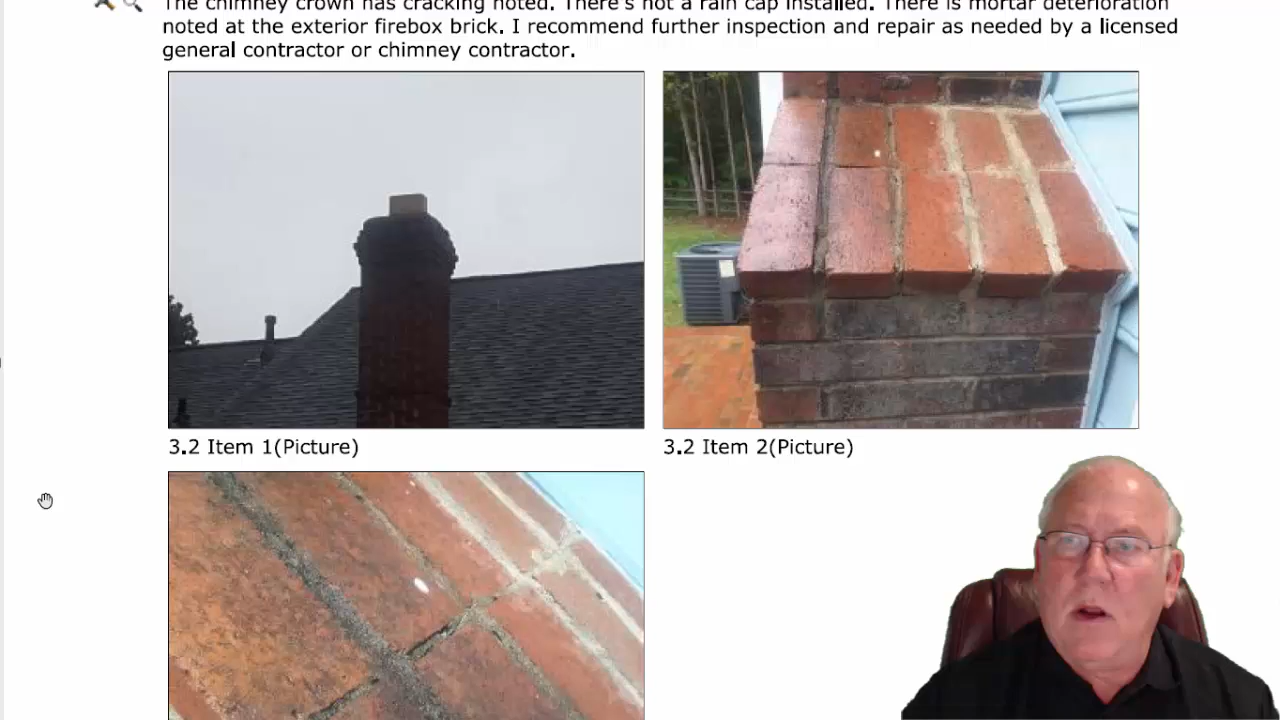 The chimney crown has cracking noted. There's not a rain cap installed. There is mortar deterioration
noted at the exterior firebox brick. I recommend further inspection and repair as needed by a licensed
general contractor or chimney contractor.
3.2 Item 1(Picture)
3.2 Item 2(Picture)